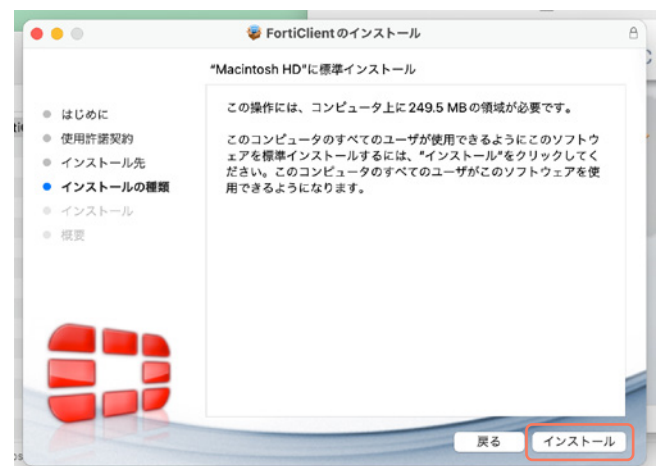 FortiClientのインストール
"Macintosh HD"に標準インストール
はじめに
使用許諾契約
インストール先
インストールの種類
インストール
概要
この操作には、コンピュータ上に249.5 MBの領域が必要です。
このコンピュータのすべてのユーザが使用できるようにこのソフトウ
ェアを標準インストールするには、"インストール"をクリックしてく
ださい。このコンピュータのすべてのユーザがこのソフトウェアを使
用できるようになります。
戻る
インストール